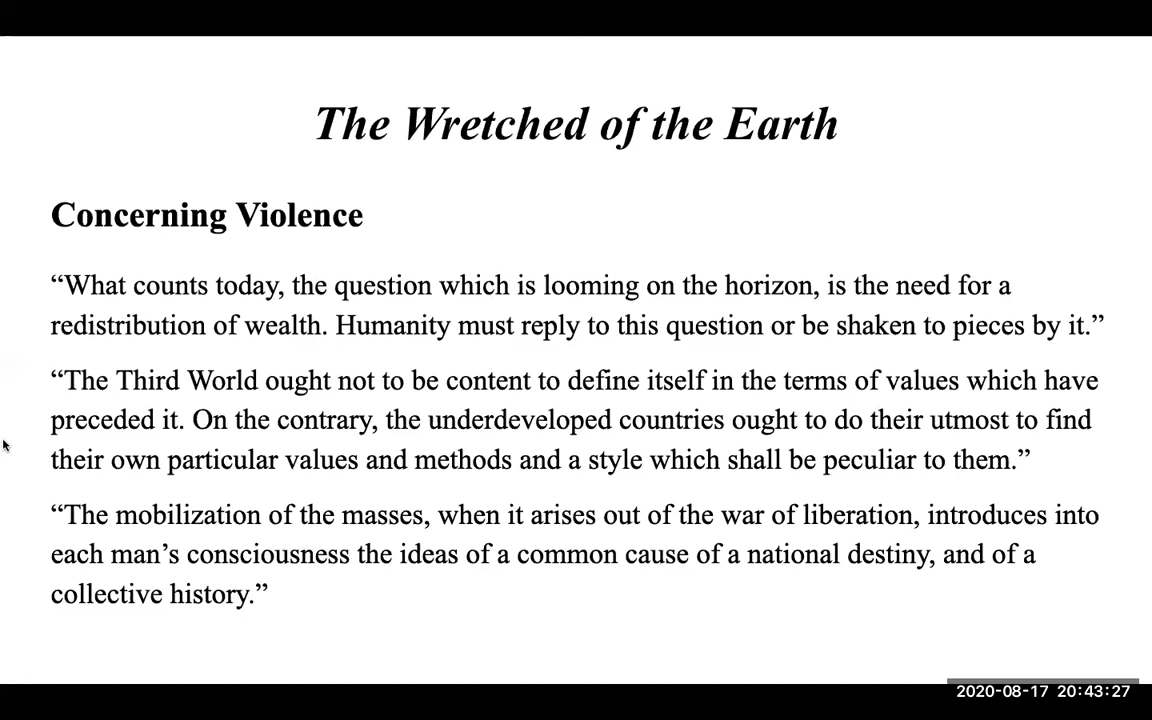 The Wretched of the Earth
Concerning Violence
“What counts today, the question which is looming on the horizon, is the need for a
redistribution of wealth. Humanity must reply to this question or be shaken to pieces by it.”
“The Third World ought not to be content to define itself in the terms of values which have
preceded it. On the contrary, the underdeveloped countries ought to do their utmost to find
their own particular values and methods and a style which shall be peculiar to them.”
“The mobilization of the masses, when it arises out of the war of liberation, introduces into
each man’s consciousness the ideas of a common cause of a national destiny, and of a
collective history.”
2020-08-17 20:43:27